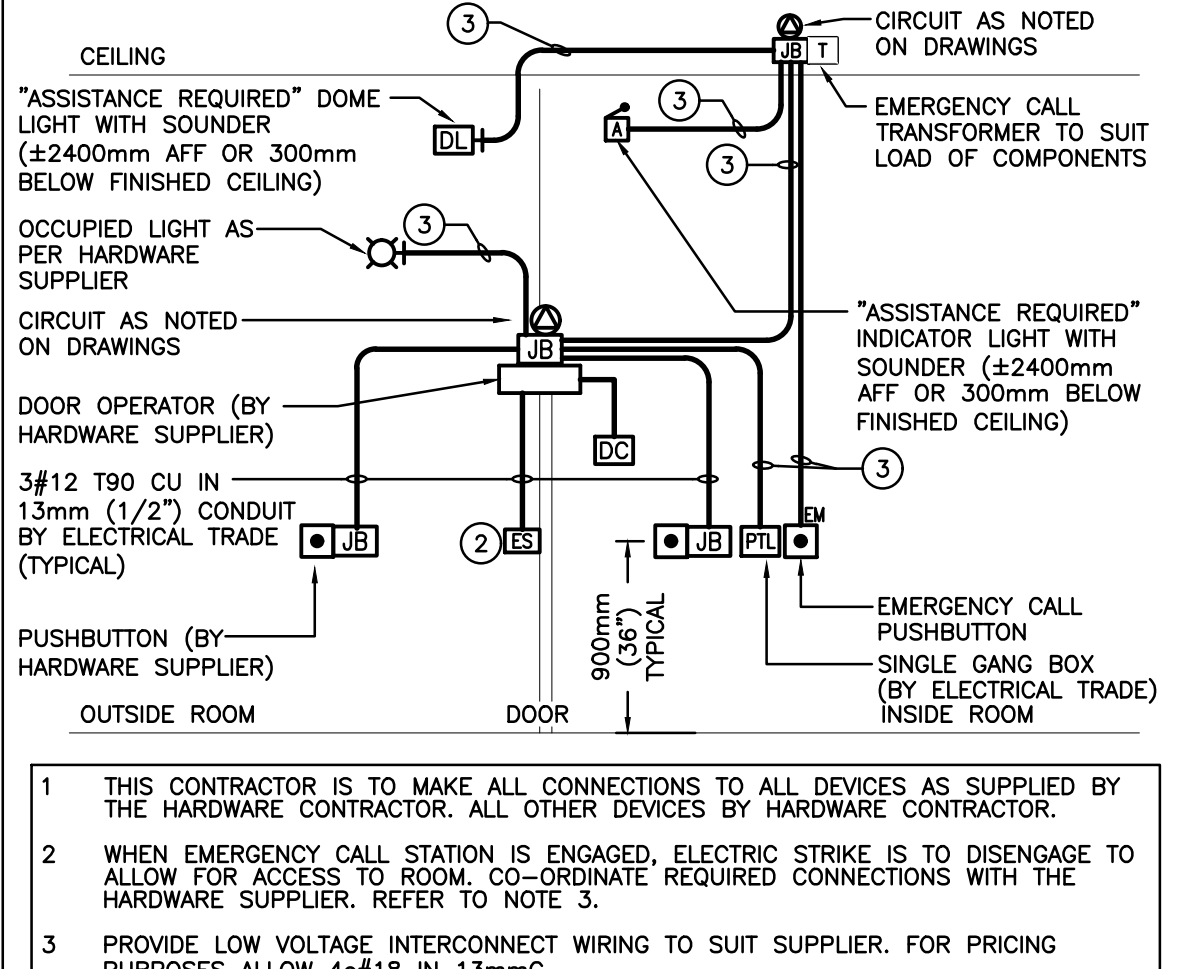 CEILING
3
CIRCUIT AS NOTED
ON DRAWINGS
JB
T
"ASSISTANCE REQUIRED" DOME
LIGHT WITH SOUNDER
(±2400mm AFF OR 300mm
BELOW FINISHED CEILING)
DL
A
3
3
EMERGENCY CALL
TRANSFORMER TO SUIT
LOAD OF COMPONENTS
OCCUPIED LIGHT AS
PER HARDWARE
SUPPLIER
3
CIRCUIT AS NOTED
ON DRAWINGS
JB
"ASSISTANCE REQUIRED"
INDICATOR LIGHT WITH
SOUNDER (±2400mm
AFF OR 300mm BELOW
FINISHED CEILING)
DOOR OPERATOR (BY
HARDWARE SUPPLIER)
DC
3
3#12 T90 CU IN
13mm (1/2") CONDUIT
BY ELECTRICAL TRADE
(TYPICAL)
JB
2
ES
JB
PTL
EM
900mm
(36")
TYPICAL
PUSHBUTTON (BY
HARDWARE SUPPLIER)
EMERGENCY CALL
PUSHBUTTON
SINGLE GANG BOX
(BY ELECTRICAL TRADE)
OUTSIDE ROOM
DOOR
INSIDE ROOM
1 THIS CONTRACTOR IS TO MAKE ALL CONNECTIONS TO ALL DEVICES AS SUPPLIED BY
THE HARDWARE CONTRACTOR. ALL OTHER DEVICES BY HARDWARE CONTRACTOR.
2 WHEN EMERGENCY CALL STATION IS ENGAGED, ELECTRIC STRIKE IS TO DISENGAGE TO
ALLOW FOR ACCESS TO ROOM. CO-ORDINATE REQUIRED CONNECTIONS WITH THE
HARDWARE SUPPLIER. REFER TO NOTE 3.
3 PROVIDE LOW VOLTAGE INTERCONNECT WIRING TO SUIT SUPPLIER. FOR PRICING
PURPOSES ALLOW 4c#18 IN 13mmC